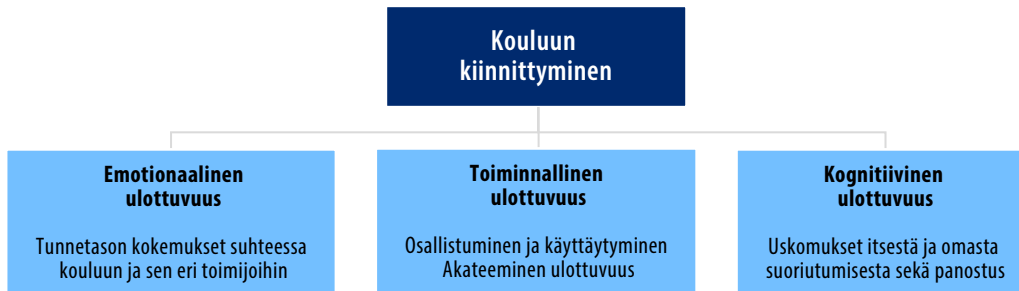 Kouluun
kiinnittyminen
Emotionaalinen
ulottuvuus
Tunnetason kokemukset suhteessa
kouluun ja sen eri toimijoihin
Toiminnallinen
ulottuvuus
Osallistuminen ja käyttäytyminen
Akateeminen ulottuvuus
Kognitiivinen
ulottuvuus
Uskomukset itsestä ja omasta
suoriutumisesta sekä panostus